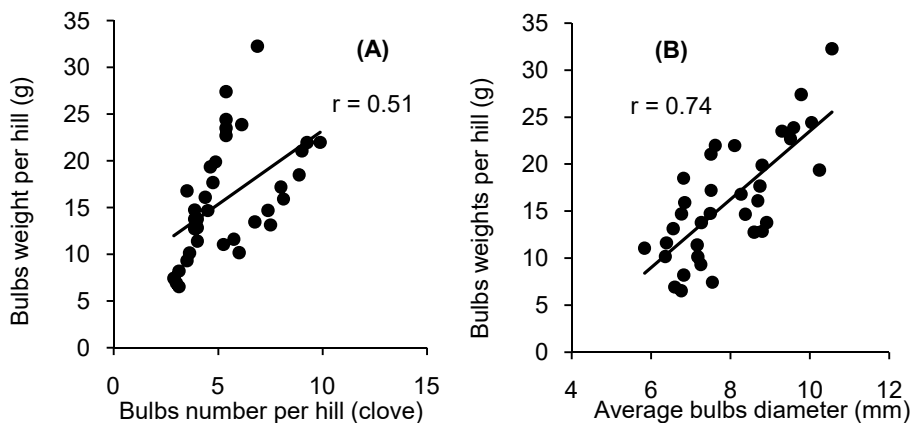 (A)
r = 0.51
Bulbs weight per hill (g)
35
30
25
20
15
10
5
0
0 5 10 15
Bulbs number per hill (clove)
(B)
r = 0.74
Bulbs weights per hill (g)
35
30
25
20
15
10
5
0
4 6 8 10 12
Average bulbs diameter (mm)